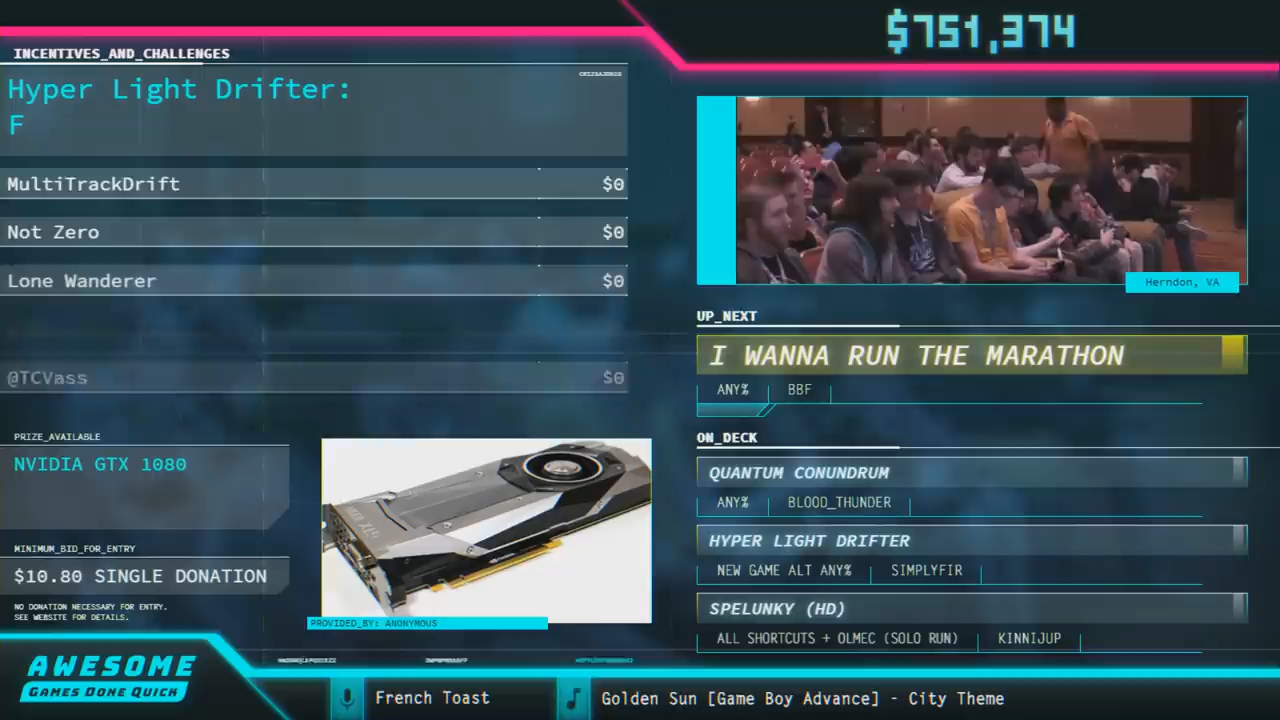 $751,374
INCENTIVES_AND_CHALLENGES
Hyper Light Drifter:
F
MultiTrackDrift $0
Not Zero $0
Lone Wanderer $0
@TCVass $0
PRIZE_AVAILABLE
NVIDIA GTX 1080
MINIMUM_BID_FOR_ENTRY
$10.80 SINGLE DONATION
NO DONATION NECESSARY FOR ENTRY.
SEE WEBSITE FOR DETAILS.
PROVIDED_BY: ANONYMOUS
Herndon, VA
UP_NEXT
I WANNA RUN THE MARATHON
ANY% BBF
ON_DECK
QUANTUM CONUNDRUM
ANY% BLOOD_THUNDER
HYPER LIGHT DRIFTER
NEW GAME ALT ANY% SIMPLYFIR
SPELUNKY (HD)
ALL SHORTCUTS + OLMEC (SOLO RUN) KINNIJUP
AWESOME
GAMES DONE QUICK
French Toast
Golden Sun [Game Boy Advance] - City Theme